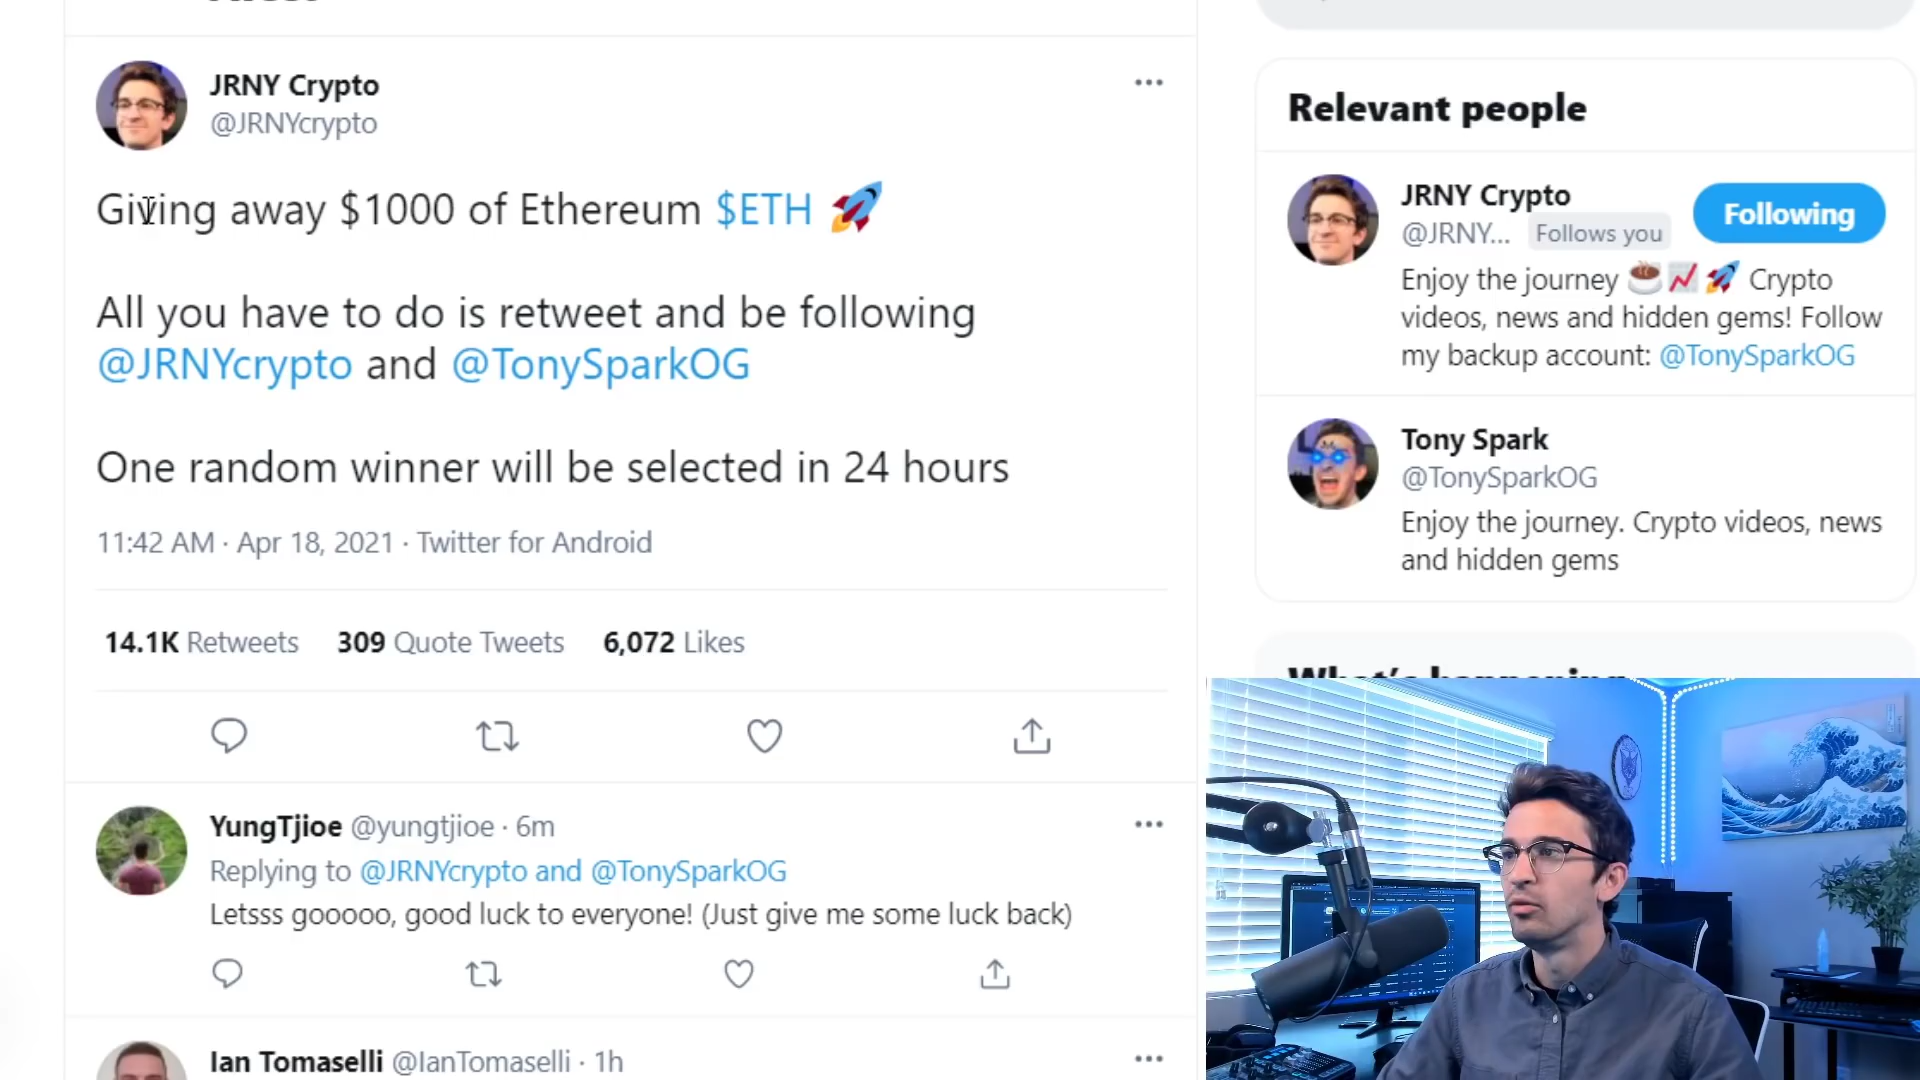 JRNY Crypto
@JRNYcrypto
Giving away $1000 of Ethereum $ETH
All you have to do is retweet and be following
@JRNYcrypto and @TonySparkOG
One random winner will be selected in 24 hours
11:42 AM · Apr 18, 2021 · Twitter for Android
14.1K Retweets 309 Quote Tweets 6,072 Likes
YungTjioe @yungtjioe · 6m
Replying to @JRNYcrypto and @TonySparkOG
Letsss gooooo, good luck to everyone! (Just give me some luck back)
Ian Tomaselli @IanTomaselli · 1h
Relevant people
JRNY Crypto
@JRNY... Follows you
Following
Enjoy the journey Crypto
videos, news and hidden gems! Follow
my backup account: @TonySparkOG
Tony Spark
@TonySparkOG
Enjoy the journey. Crypto videos, news
and hidden gems
What's happening